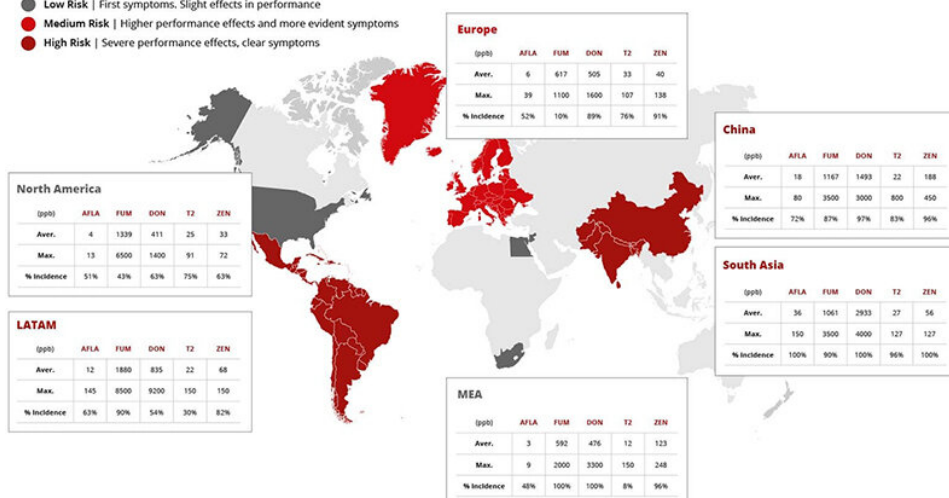 Low Risk | First symptoms. Slight effects in performance
Medium Risk | Higher performance effects and more evident symptoms
High Risk | Severe performance effects, clear symptoms
Europe
(ppb) AFLA FUM DON T2 ZEN
Aver. 6 617 505 33 40
Max. 39 1100 1600 107 138
% Incidence 52% 10% 89% 76% 91%
China
(ppb) AFLA FUM DON T2 ZEN
Aver. 18 1167 1493 22 188
Max. 80 3500 3000 800 450
% Incidence 72% 87% 97% 83% 96%
North America
(ppb) AFLA FUM DON T2 ZEN
Aver. 4 1339 411 25 33
Max. 13 6500 1400 91 72
% Incidence 51% 43% 63% 75% 63%
South Asia
(ppb) AFLA FUM DON T2 ZEN
Aver. 36 1061 2933 27 56
Max. 150 3500 4000 127 127
% Incidence 100% 90% 100% 96% 100%
LATAM
(ppb) AFLA FUM DON T2 ZEN
Aver. 12 1880 835 22 68
Max. 145 8500 9200 150 150
% Incidence 63% 90% 54% 30% 82%
MEA
(ppb) AFLA FUM DON T2 ZEN
Aver. 3 592 476 12 123
Max. 9 2000 3300 150 248
% Incidence 48% 100% 100% 8% 96%